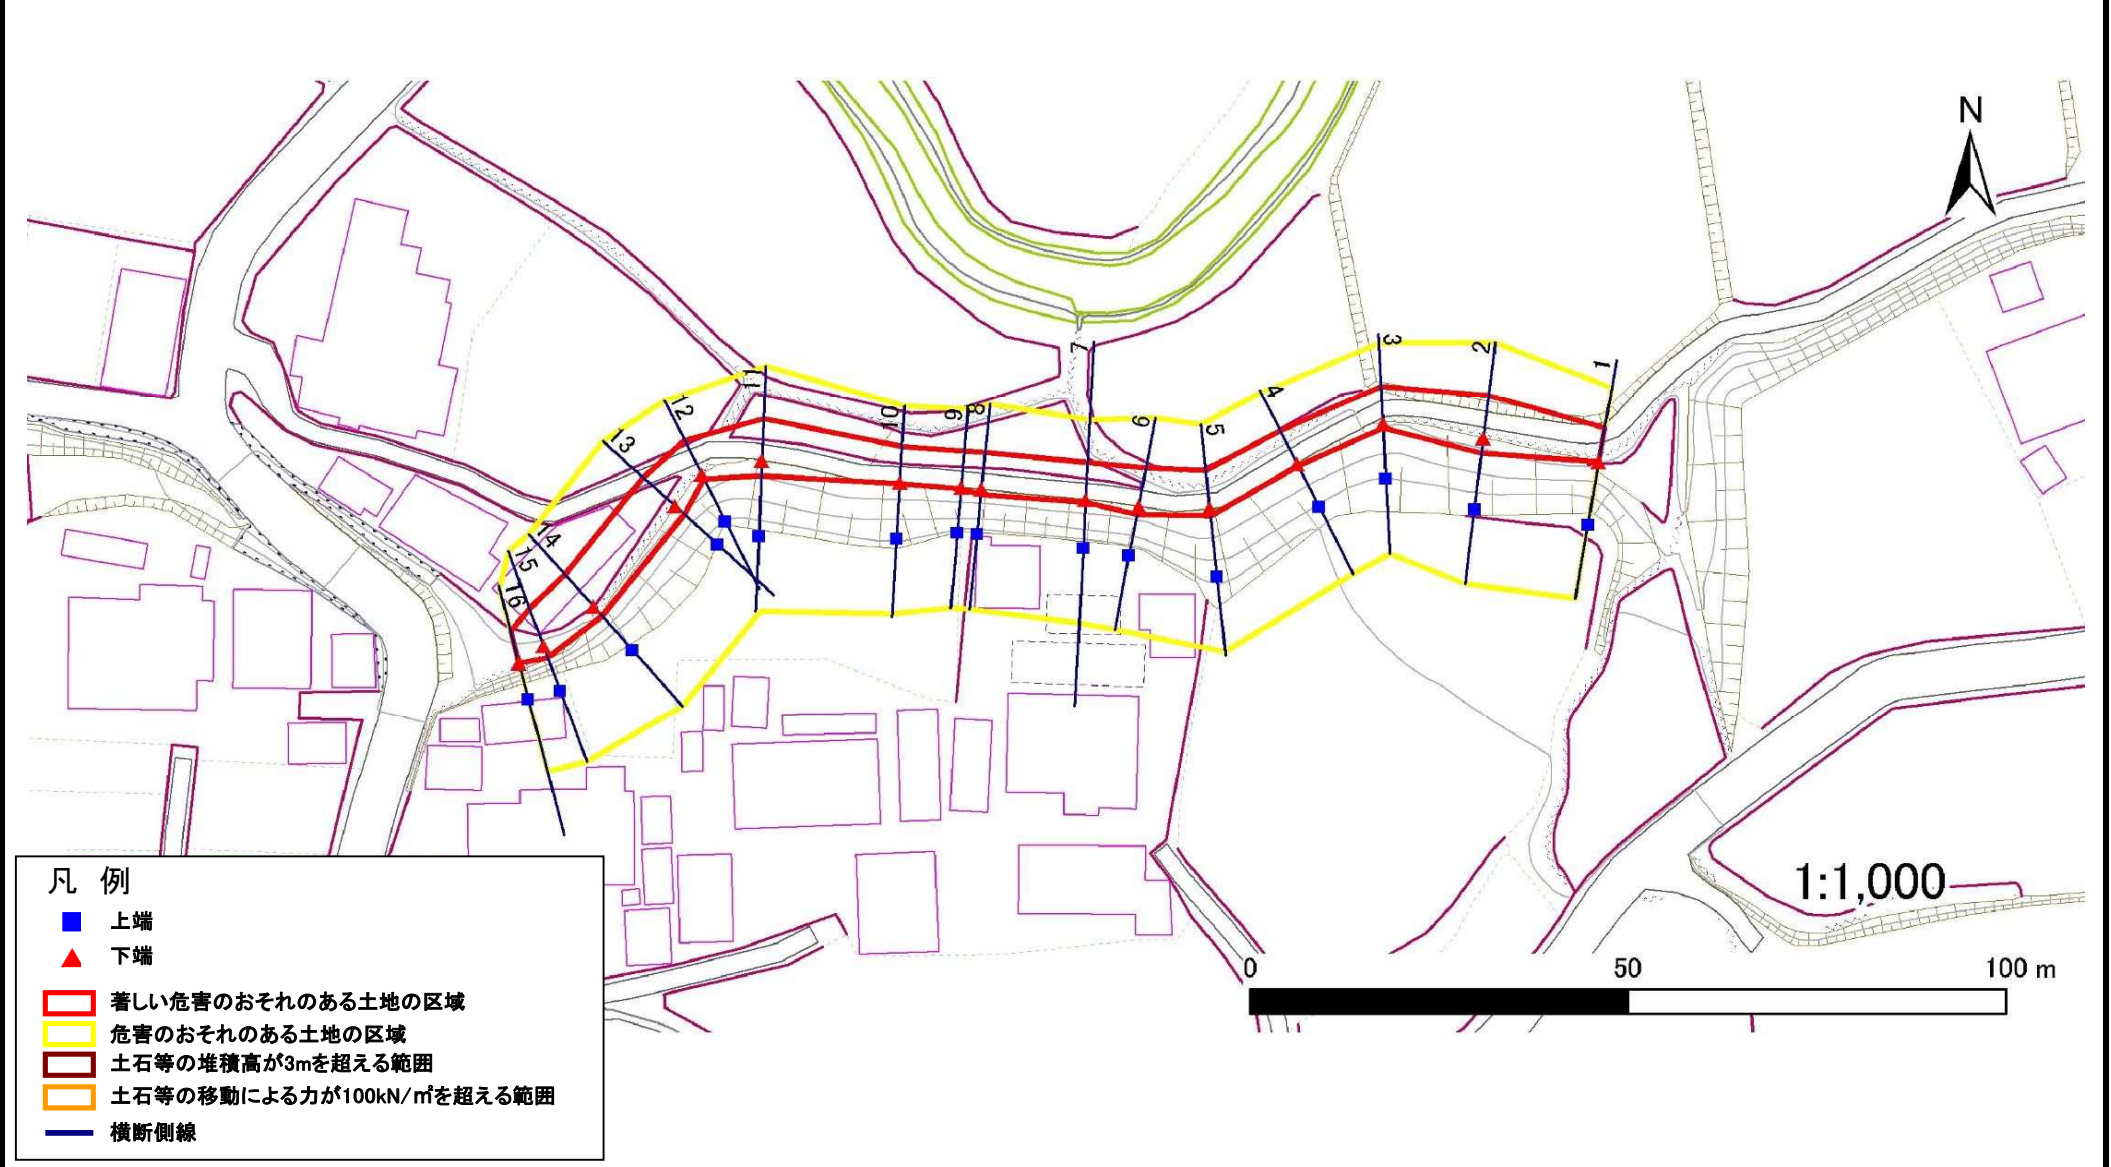 N
3
2
1
7
11
12
10
9
8
4
6
5
13
14
15
16
1:1,000
0 50 100 m
凡 例
上端
下端
著しい危害のおそれのある土地の区域
危害のおそれのある土地の区域
土石等の堆積高が3mを超える範囲
土石等の移動による力が100kN/㎡を超える範囲
横断側線